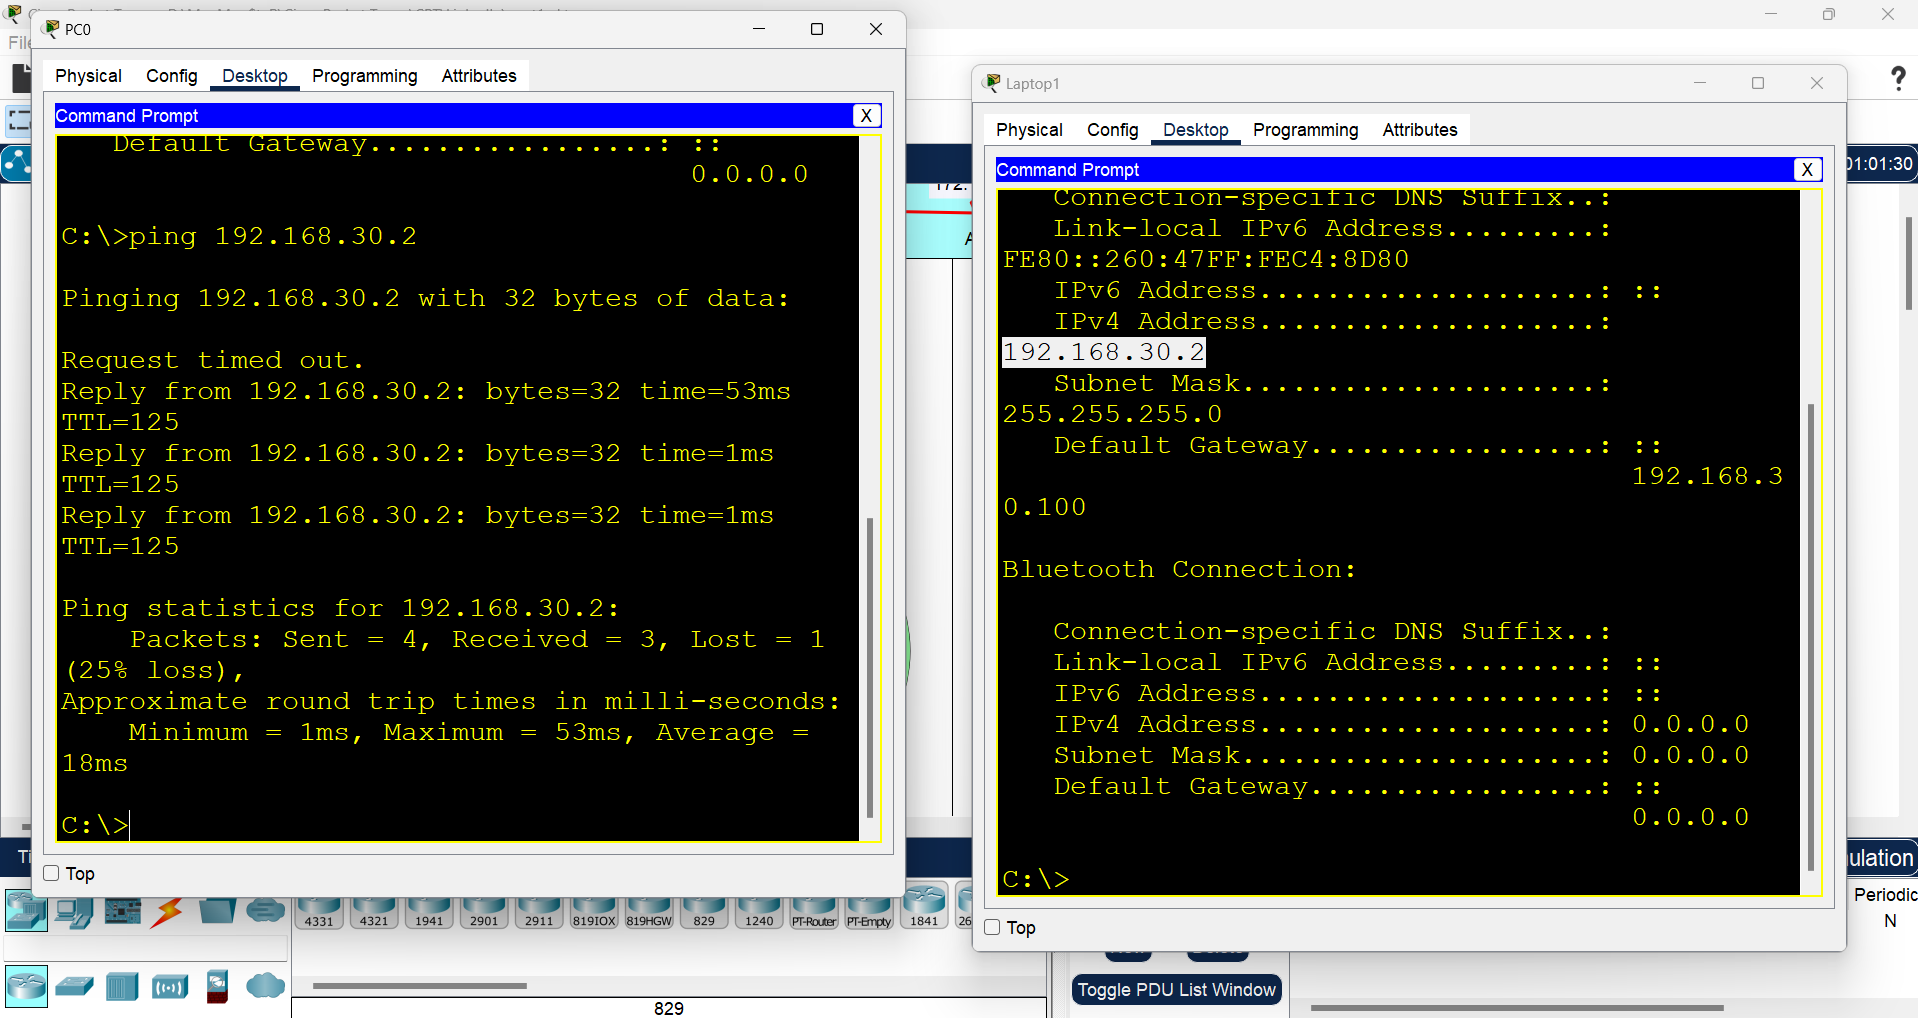 PC0
Physical Config Desktop Programming Attributes
Command Prompt X
Default Gateway.................: ::
0.0.0.0
C:\>ping 192.168.30.2
Pinging 192.168.30.2 with 32 bytes of data:
Request timed out.
Reply from 192.168.30.2: bytes=32 time=53ms
TTL=125
Reply from 192.168.30.2: bytes=32 time=1ms
TTL=125
Reply from 192.168.30.2: bytes=32 time=1ms
TTL=125
Ping statistics for 192.168.30.2:
Packets: Sent = 4, Received = 3, Lost = 1
(25% loss),
Approximate round trip times in milli-seconds:
Minimum = 1ms, Maximum = 53ms, Average =
18ms
C:\>
Top
Laptop1
Physical Config Desktop Programming Attributes
Command Prompt X
Connection-specific DNS Suffix..:
Link-local IPv6 Address.........:
FE80::260:47FF:FEC4:8D80
IPv6 Address....................: ::
IPv4 Address....................:
192.168.30.2
Subnet Mask.....................:
255.255.255.0
Default Gateway.................: ::
192.168.3
0.100
Bluetooth Connection:
Connection-specific DNS Suffix..:
Link-local IPv6 Address.........: ::
IPv6 Address....................: ::
IPv4 Address....................: 0.0.0.0
Subnet Mask.....................: 0.0.0.0
Default Gateway.................: ::
0.0.0.0
C:\>
Top
?
01:01:30
172.
ulation
Periodic
N
4331 4321 1941 2901 2911 819IOX 819HGW 829 1240 PT-Router PT-Empty 1841
829
Toggle PDU List Window